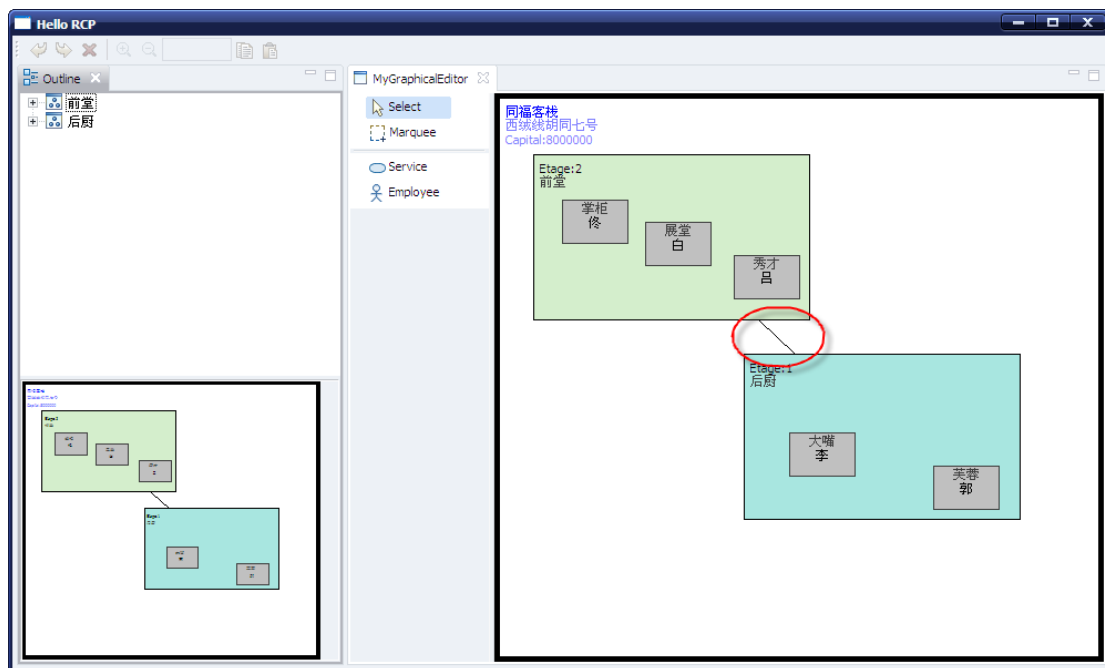 Hello RCP
Outline
前堂
后厨
MyGraphicalEditor
Select
Marquee
Service
Employee
同福客栈
西绒线胡同七号
Capital:8000000
Etage:2
前堂
掌柜
佟
展堂
白
秀才
吕
Etage:1
后厨
大嘴
李
芙蓉
郭